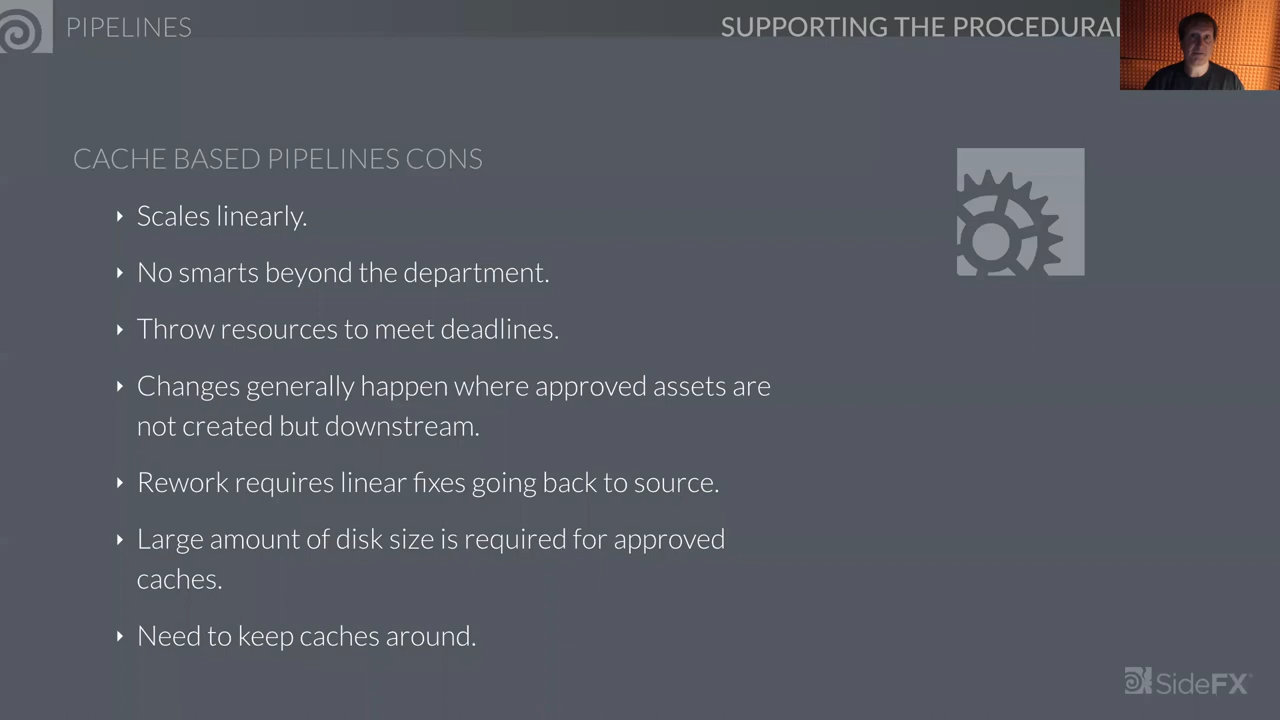 PIPELINES
SUPPORTING THE PROCEDURAL
CACHE BASED PIPELINES CONS
Scales linearly.
No smarts beyond the department.
Throw resources to meet deadlines.
Changes generally happen where approved assets are
not created but downstream.
Rework requires linear fixes going back to source.
Large amount of disk size is required for approved
caches.
Need to keep caches around.
SideFX